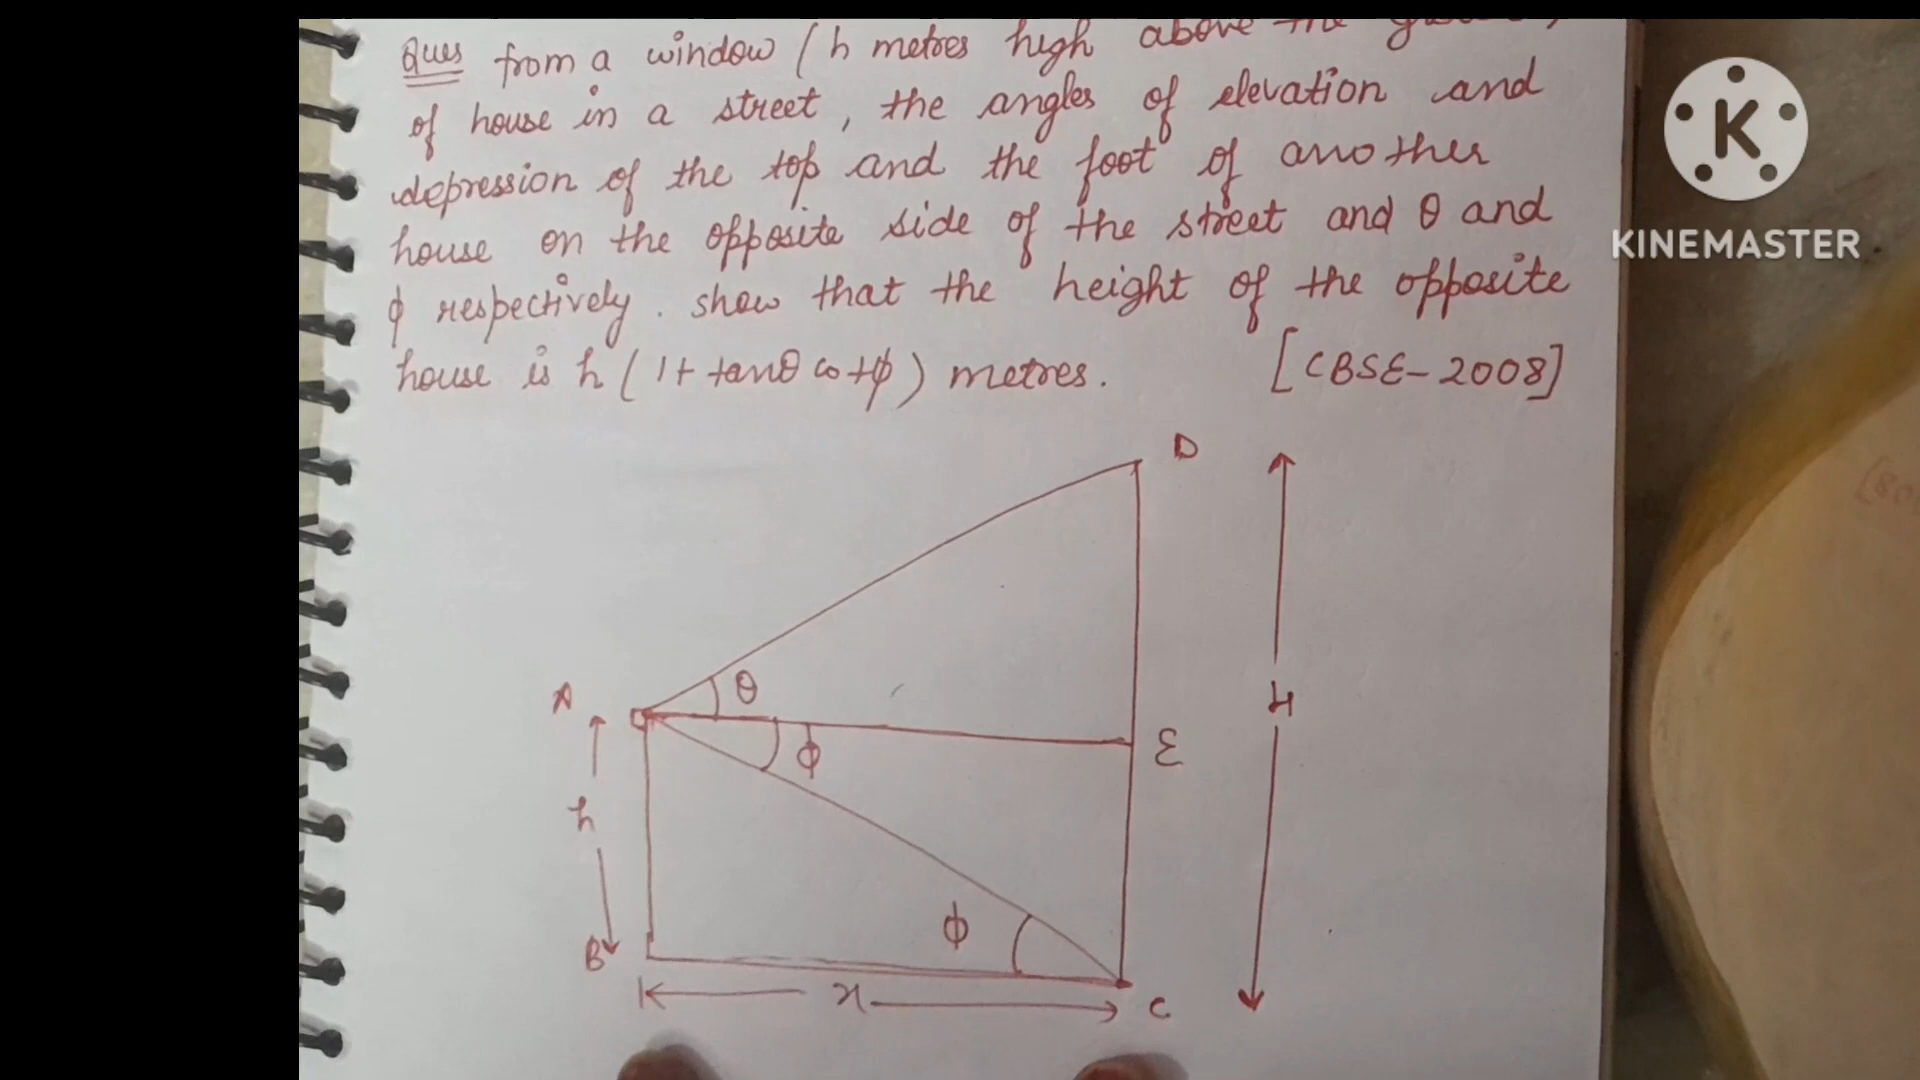 Ques from a window (h metres high above the
of house in a street, the angles of elevation and
depression of the top and the foot of another
house on the opposite side of the street and θ and
ϕ respectively. show that the height of the opposite
house is h (1+ tanθ cotϕ) metres. [CBSE-2008]
K
KINEMASTER
D
A
θ
ϕ
E
H
h
ϕ
B
x
C